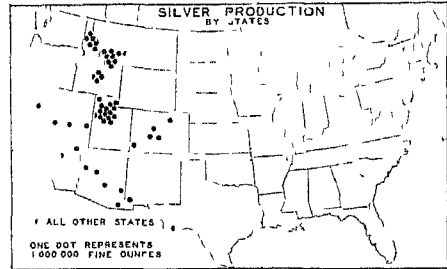 SILVER PRODUCTION
BY STATES
ALL OTHER STATES
ONE DOT REPRESENTS
1 000 000 FINE OUNCES